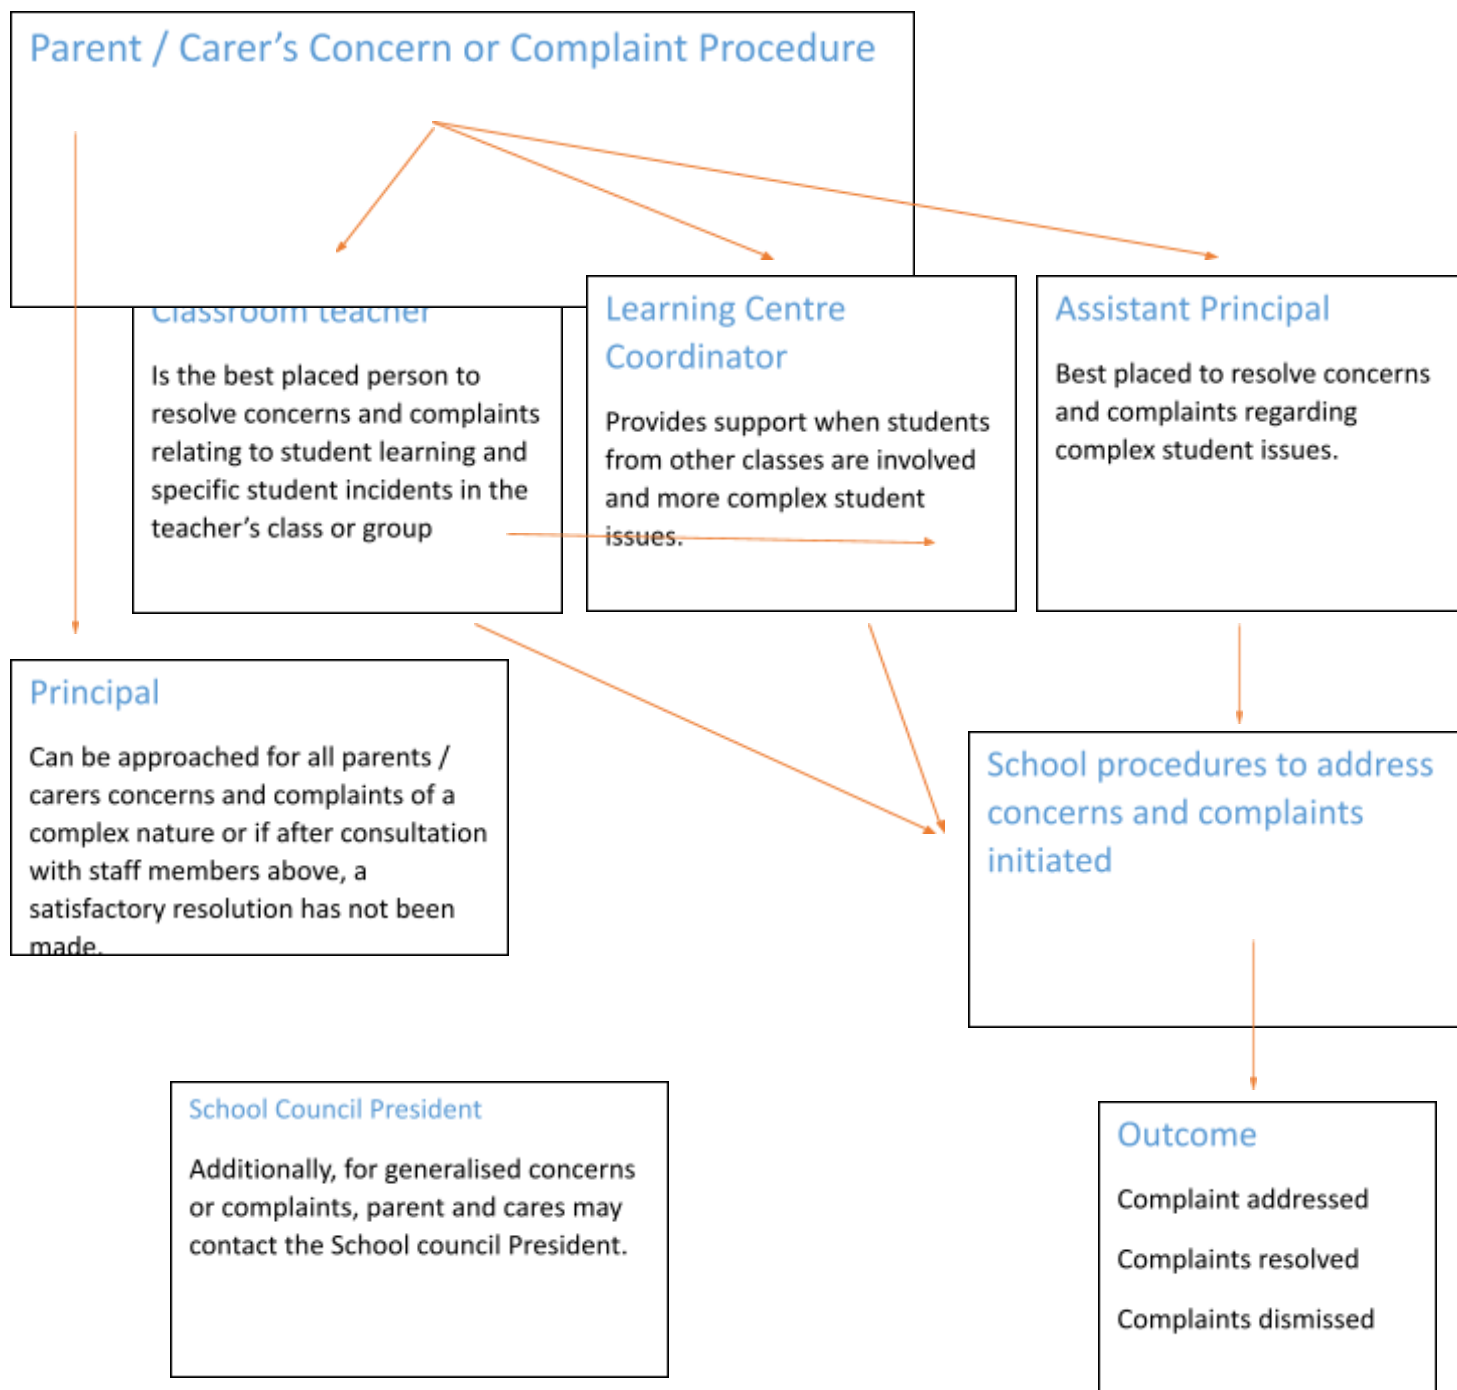 Parent / Carer's Concern or Complaint Procedure
Classroom teacher
Is the best placed person to
resolve concerns and complaints
relating to student learning and
specific student incidents in the
teacher's class or group
Learning Centre
Coordinator
Provides support when students
from other classes are involved
and more complex student
issues.
Assistant Principal
Best placed to resolve concerns
and complaints regarding
complex student issues.
Principal
Can be approached for all parents /
carers concerns and complaints of a
complex nature or if after consultation
with staff members above, a
satisfactory resolution has not been
made.
School procedures to address
concerns and complaints
initiated
School Council President
Additionally, for generalised concerns
or complaints, parent and cares may
contact the School council President.
Outcome
Complaint addressed
Complaints resolved
Complaints dismissed